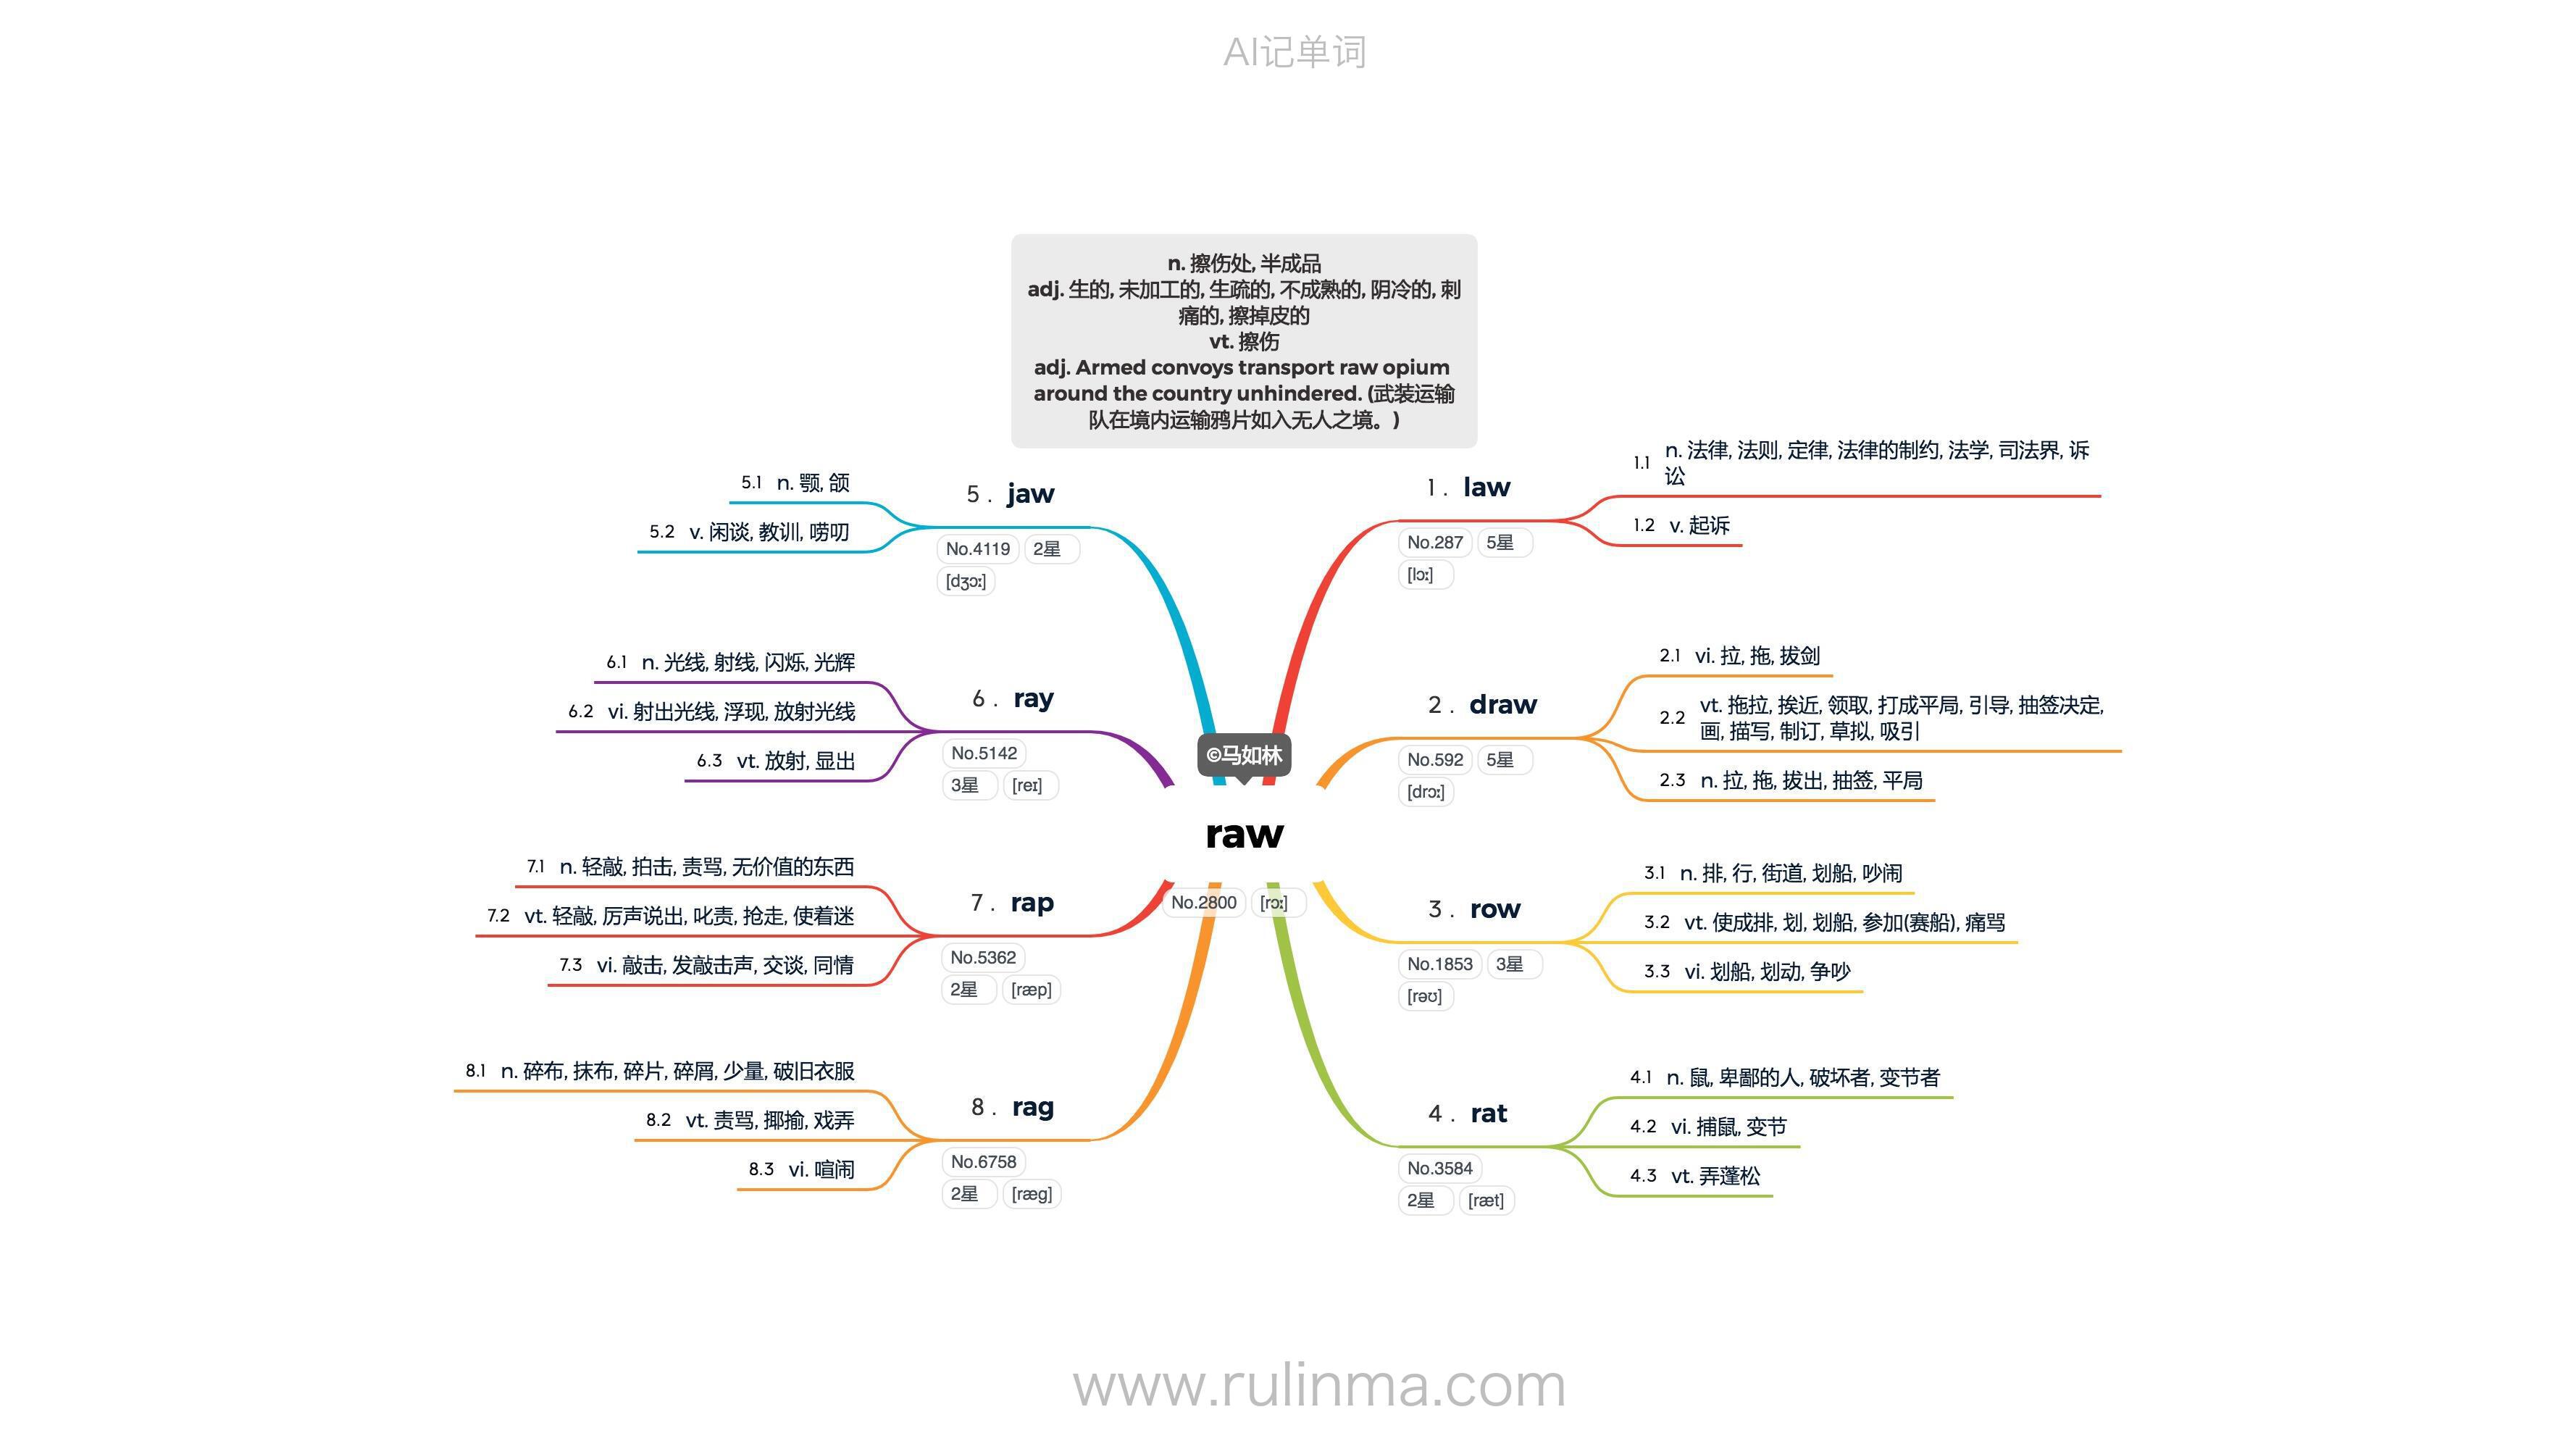 AI记单词
n. 擦伤处, 半成品
adj. 生的, 未加工的, 生疏的, 不成熟的, 阴冷的, 刺
痛的, 擦掉皮的
vt. 擦伤
adj. Armed convoys transport raw opium
around the country unhindered. (武装运输
队在境内运输鸦片如入无人之境。)
©马如林
raw
No.2800 [rɔː]
1. law
No.287 5星
[lɔː]
1.1 n. 法律, 法则, 定律, 法律的制约, 法学, 司法界, 诉
讼
1.2 v. 起诉
2. draw
No.592 5星
[drɔː]
2.1 vi. 拉, 拖, 拔剑
2.2 vt. 拖拉, 挨近, 领取, 打成平局, 引导, 抽签决定,
画, 描写, 制订, 草拟, 吸引
2.3 n. 拉, 拖, 拔出, 抽签, 平局
3. row
No.1853 3星
[rəʊ]
3.1 n. 排, 行, 街道, 划船, 吵闹
3.2 vt. 使成排, 划, 划船, 参加(赛船), 痛骂
3.3 vi. 划船, 划动, 争吵
4. rat
No.3584
2星 [ræt]
4.1 n. 鼠, 卑鄙的人, 破坏者, 变节者
4.2 vi. 捕鼠, 变节
4.3 vt. 弄蓬松
5. jaw
No.4119 2星
[dʒɔː]
5.1 n. 颚, 颌
5.2 v. 闲谈, 教训, 唠叨
6. ray
No.5142
3星 [reɪ]
6.1 n. 光线, 射线, 闪烁, 光辉
6.2 vi. 射出光线, 浮现, 放射光线
6.3 vt. 放射, 显出
7. rap
No.5362
2星 [ræp]
7.1 n. 轻敲, 拍击, 责骂, 无价值的东西
7.2 vt. 轻敲, 厉声说出, 叱责, 抢走, 使着迷
7.3 vi. 敲击, 发敲击声, 交谈, 同情
8. rag
No.6758
2星 [ræg]
8.1 n. 碎布, 抹布, 碎片, 碎屑, 少量, 破旧衣服
8.2 vt. 责骂, 揶揄, 戏弄
8.3 vi. 喧闹
www.rulinma.com